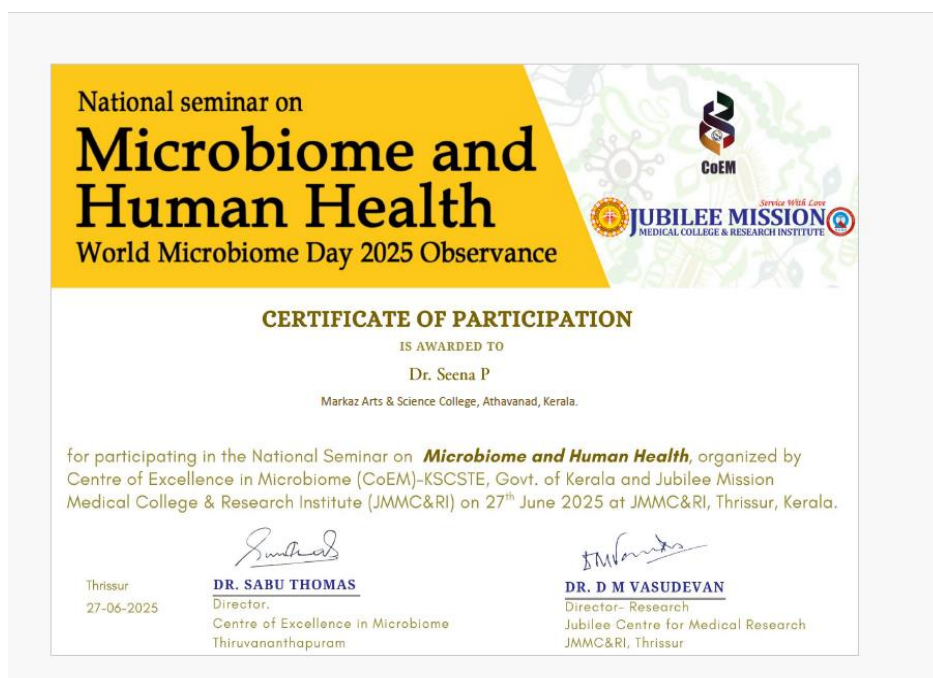 National seminar on
Microbiome and
Human Health
World Microbiome Day 2025 Observance
CoEM
Service With Love
JUBILEE MISSION
MEDICAL COLLEGE & RESEARCH INSTITUTE
CERTIFICATE OF PARTICIPATION
IS AWARDED TO
Dr. Seena P
Markaz Arts & Science College, Athavanad, Kerala.
for participating in the National Seminar on Microbiome and Human Health, organized by
Centre of Excellence in Microbiome (CoEM)-KSCSTE, Govt. of Kerala and Jubilee Mission
Medical College & Research Institute (JMMC&RI) on 27th June 2025 at JMMC&RI, Thrissur, Kerala.
Thrissur
27-06-2025
DR. SABU THOMAS
Director.
Centre of Excellence in Microbiome
Thiruvananthapuram
DR. D M VASUDEVAN
Director- Research
Jubilee Centre for Medical Research
JMMC&RI, Thrissur